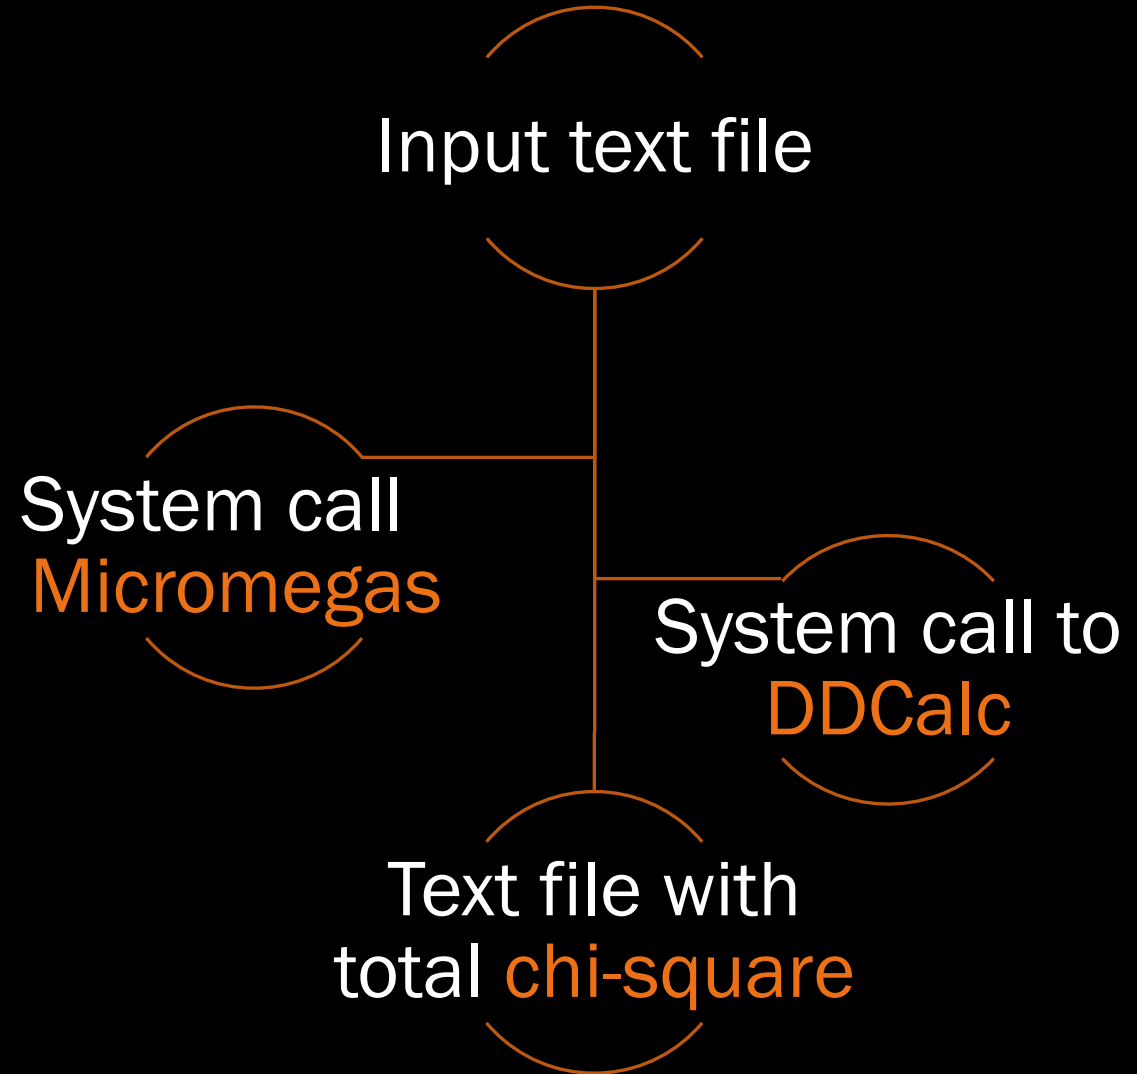 Input text file
System call
Micromegas
System call to
DDCalc
Text file with
total chi-square